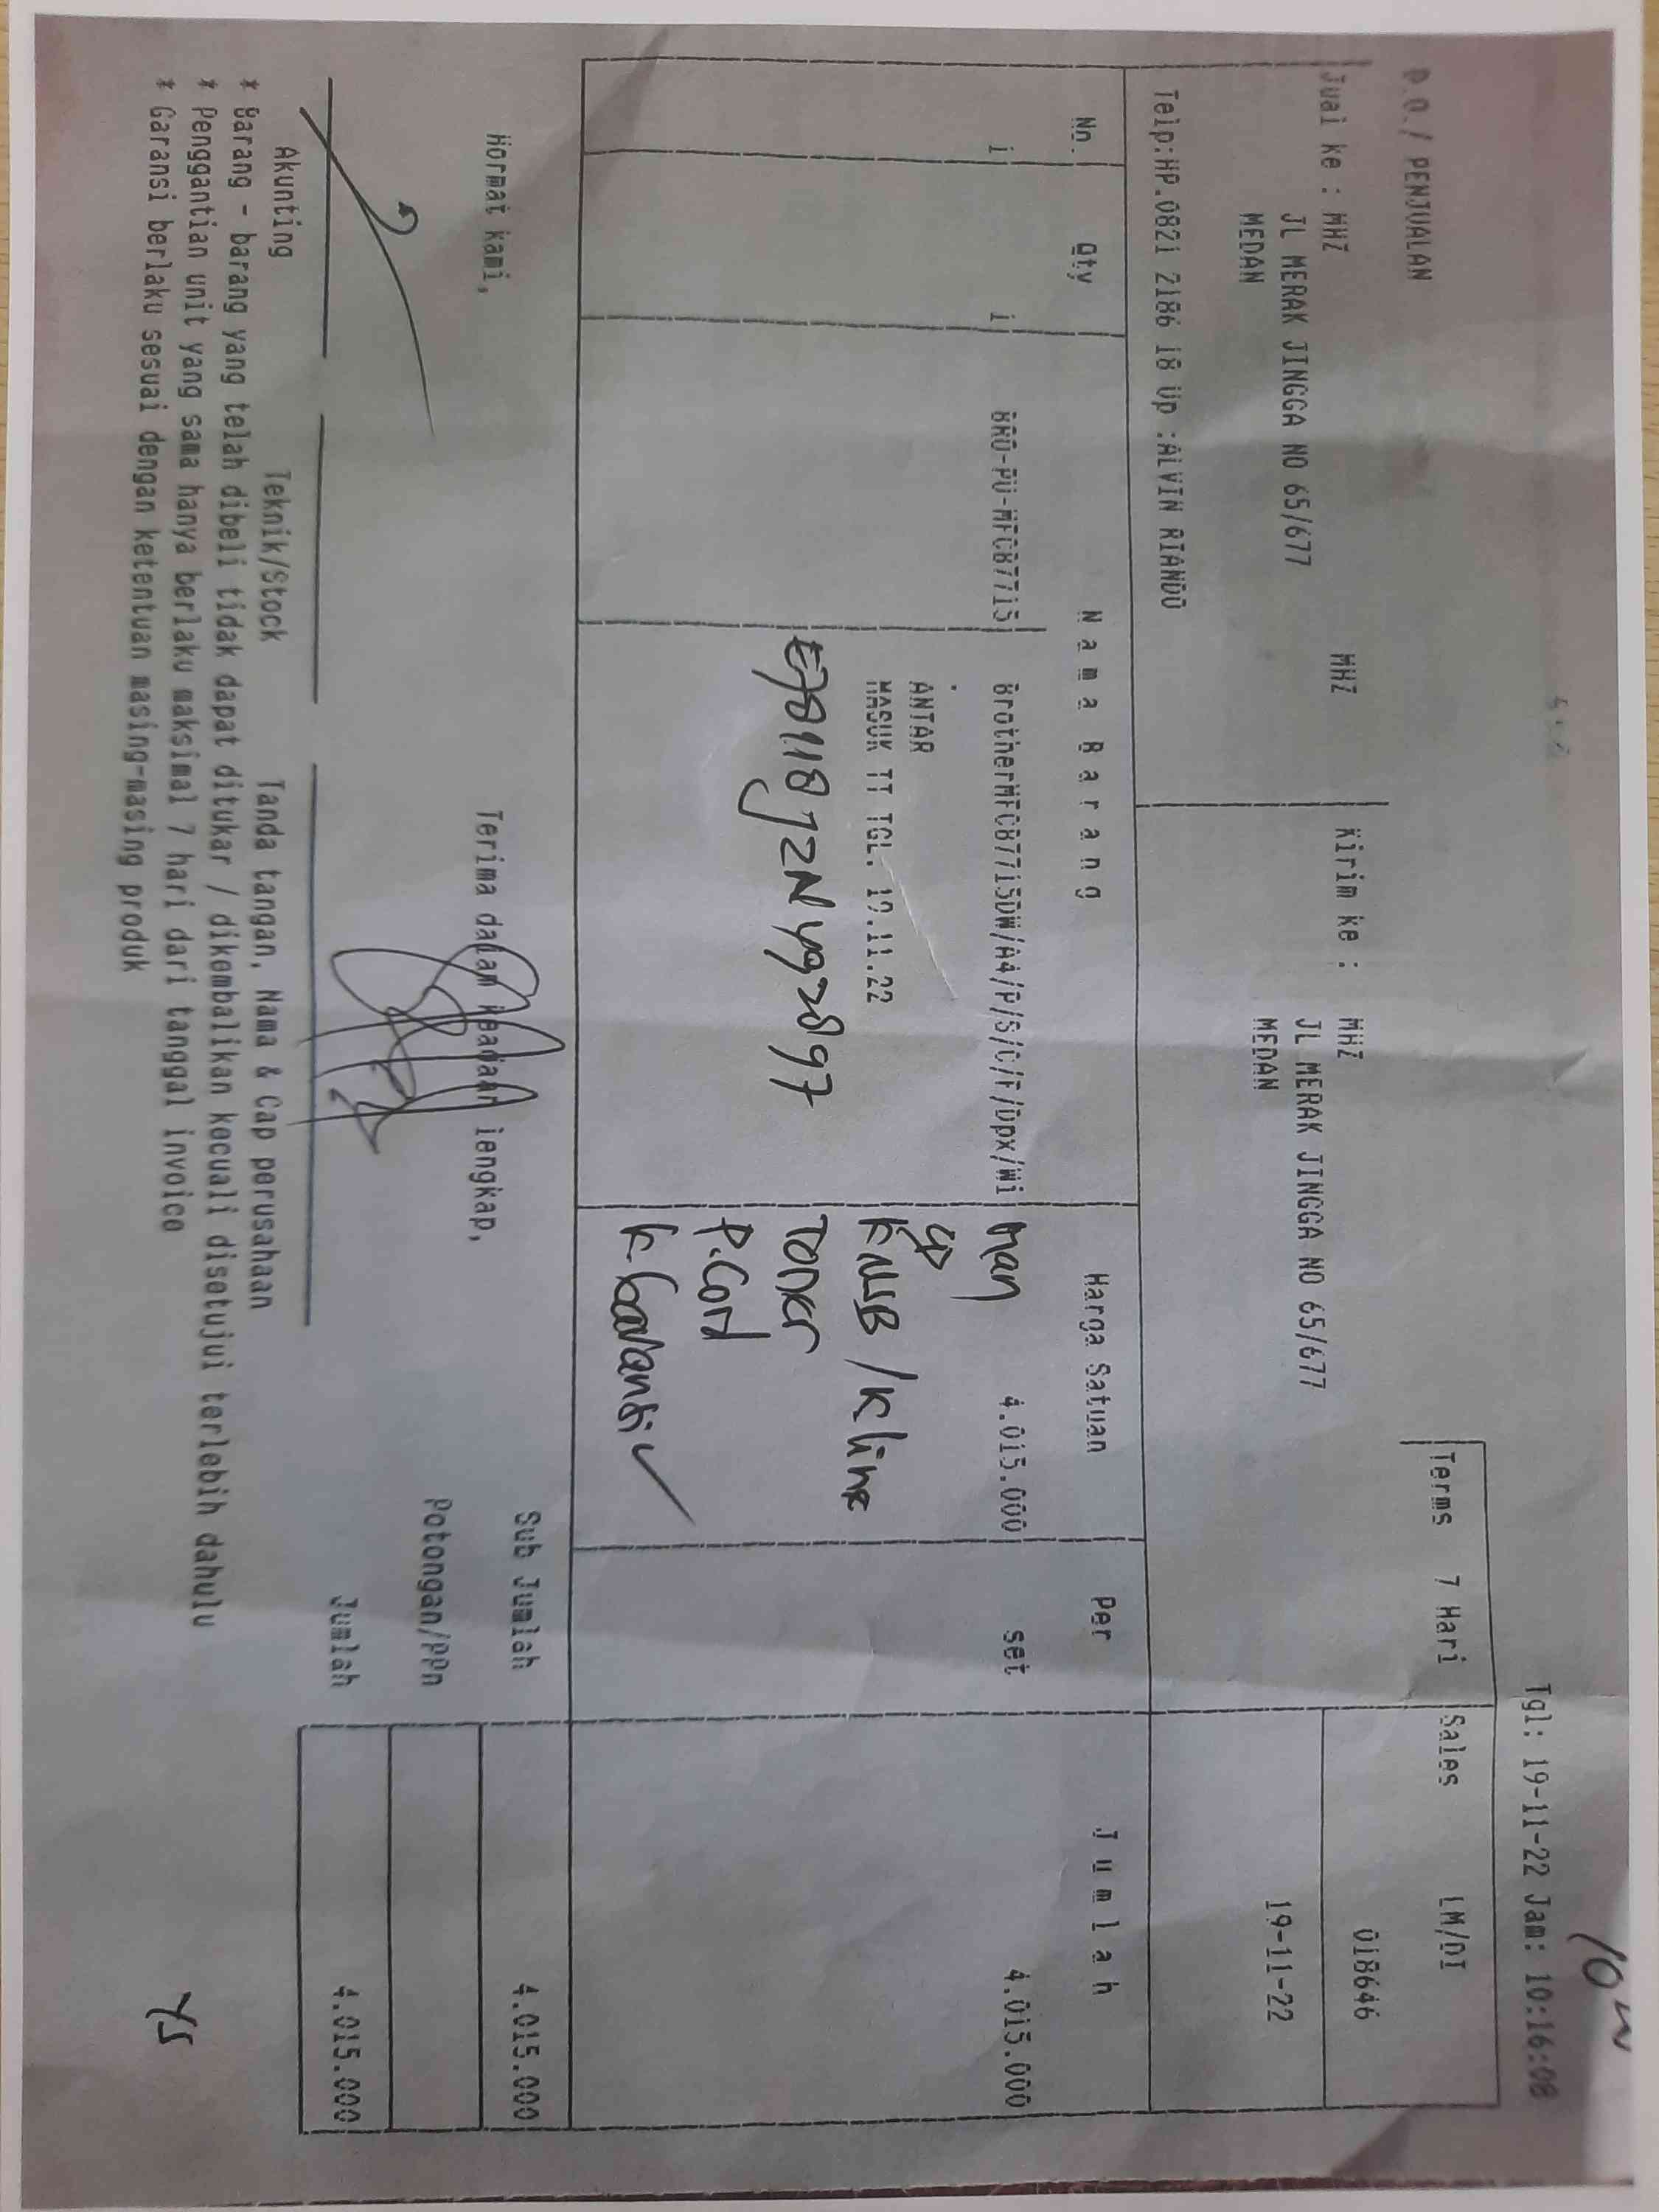 D.O./ PENJUALAN
Tgl: 19-11-22 Jam: 10:16:08
Terms 7 Hari Sales LM/DI
Jual ke : MHZ MHZ
JL MERAK JINGGA NO 65/677
MEDAN
Kirim ke : MHZ
JL MERAK JINGGA NO 65/677
MEDAN
018646
19-11-22
Telp:HP.0821 2186 18 Up :ALVIN RIANDO
No. Qty Nama Barang Harga Satuan Per Jumlah
1 1 BRO-PU-MFCB7715 BrotherMFCB7715DW/A4/P/S/C/F/Dpx/Wi 4.015.000 set 4.015.000
.
ANTAR
MASUK TT TGL. 19.11.22
E78118J2N492897
Man
CD
K.USB / K line
Toner
P.Cord
K. Garansi
Hormat kami,
Terima dalam keadaan lengkap,
Sub Jumlah 4.015.000
Potongan/PPn
Jumlah 4.015.000
Akunting Teknik/Stock Tanda tangan, Nama & Cap perusahaan
* Barang - barang yang telah dibeli tidak dapat ditukar / dikembalikan kecuali disetujui terlebih dahulu
* Pengantian unit yang sama hanya berlaku maksimal 7 hari dari tanggal invoice
* Garansi berlaku sesuai dengan ketentuan masing-masing produk